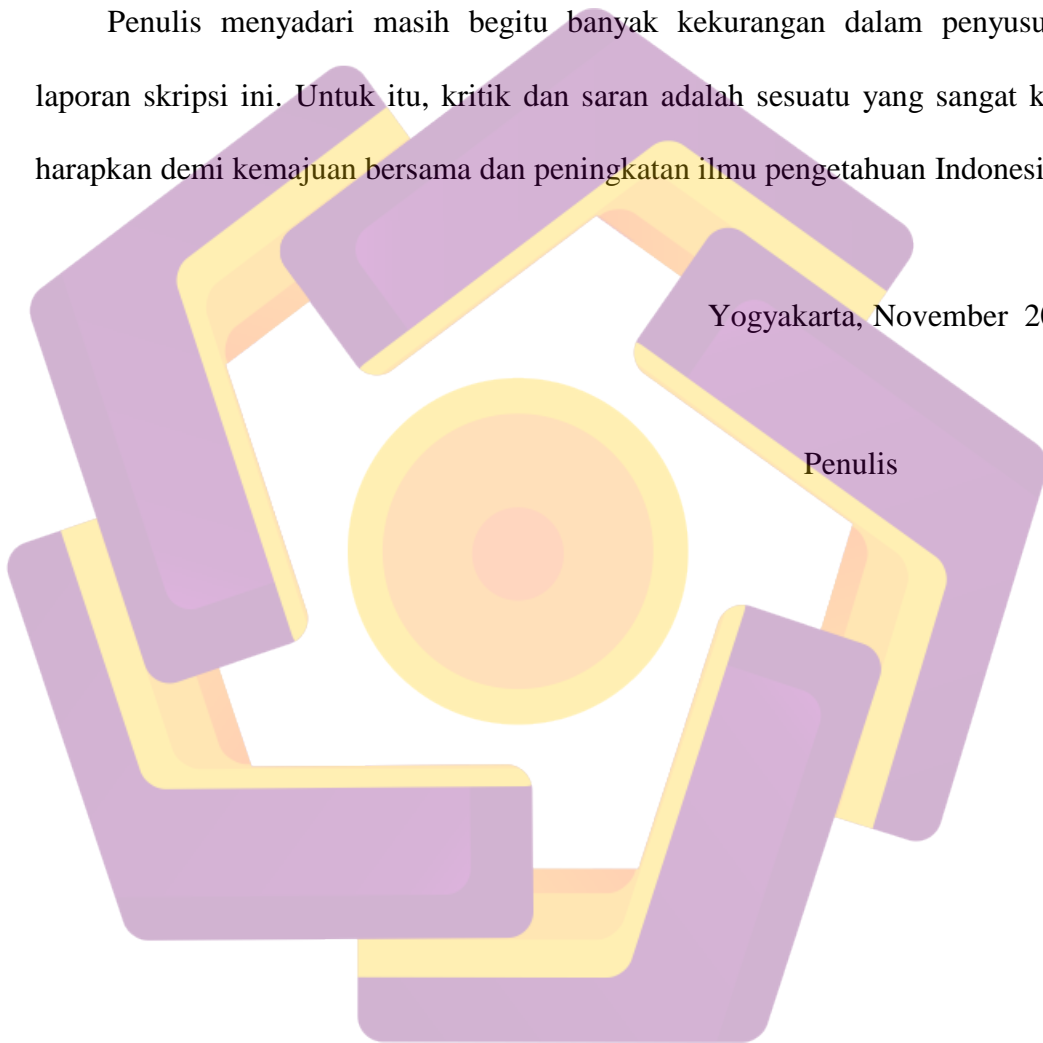 Penulis menyadari masih begitu banyak kekurangan dalam penyusu
laporan skripsi ini. Untuk itu, kritik dan saran adalah sesuatu yang sangat k
harapkan demi kemajuan bersama dan peningkatan ilmu pengetahuan Indonesi
Yogyakarta, November 20
Penulis